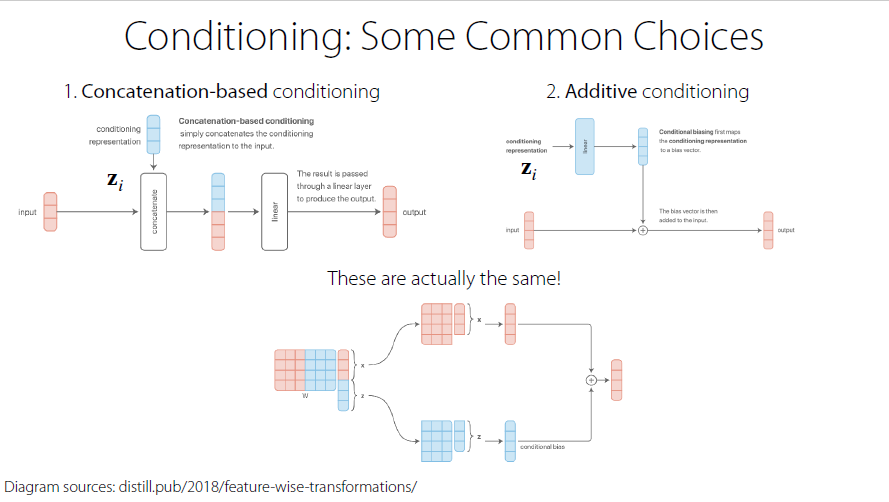 Conditioning: Some Common Choices
1. Concatenation-based conditioning
conditioning
representation
Concatenation-based conditioning
simply concatenates the conditioning
representation to the input.
zᵢ
input
concatenate
linear
The result is passed
through a linear layer
to produce the output.
output
2. Additive conditioning
conditioning
representation
zᵢ
linear
Conditional biasing first maps
the conditioning representation
to a bias vector.
The bias vector is then
added to the input.
input
output
These are actually the same!
W
x
z
x
z
conditional bias
Diagram sources: distill.pub/2018/feature-wise-transformations/